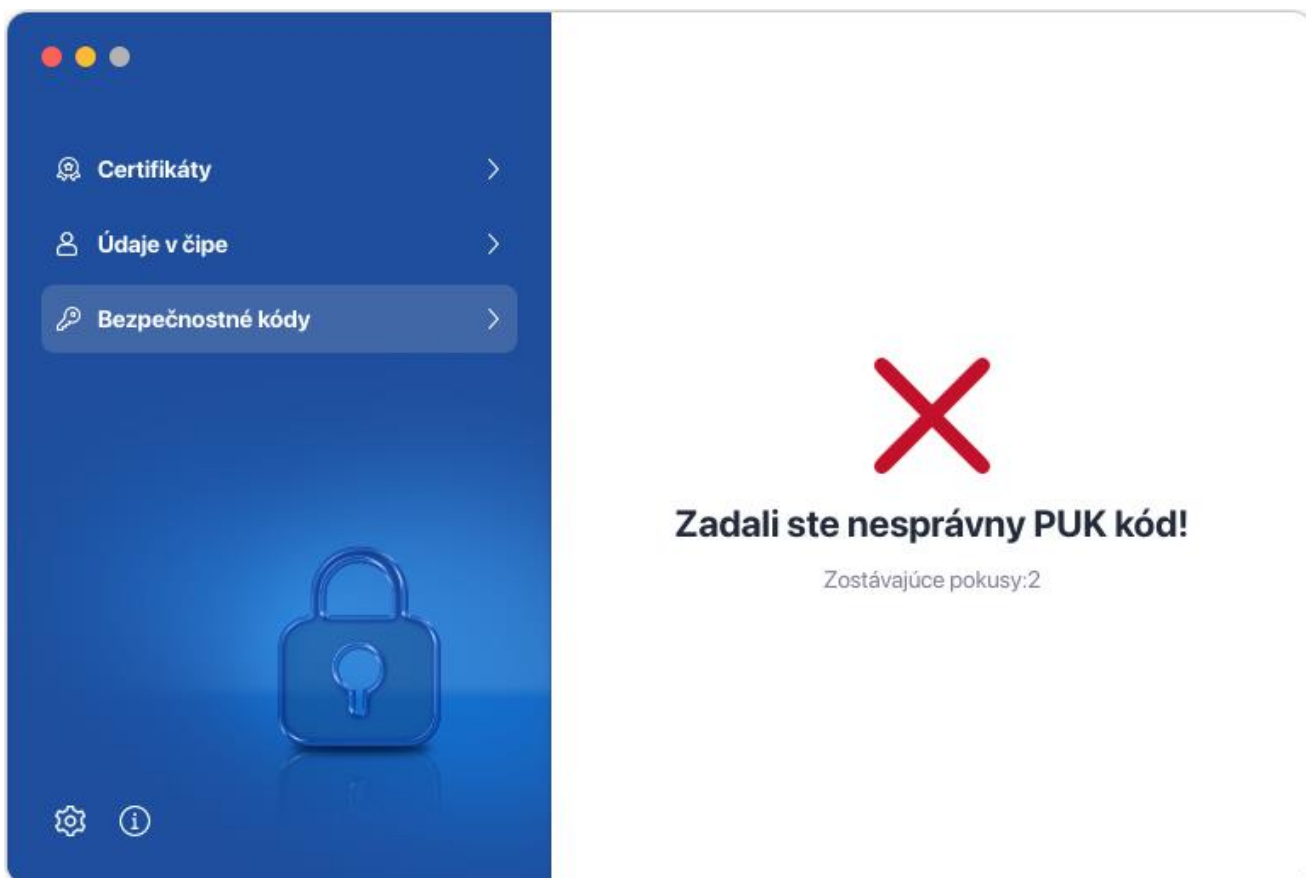 Certifikáty
Údaje v čipe
Bezpečnostné kódy
Zadali ste nesprávny PUK kód!
Zostávajúce pokusy:2